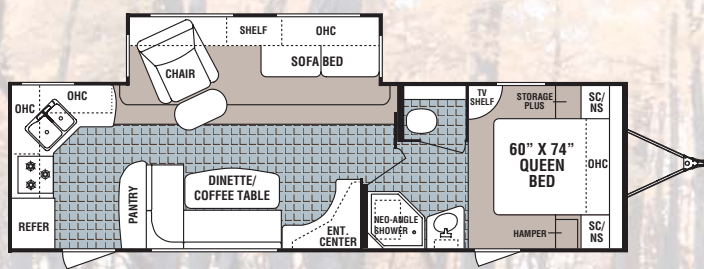 SHELF
OHC
SOFA BED
CHAIR
OHC
OHC
TV
SHELF
STORAGE
PLUS
SC/
NS
60” X 74”
QUEEN
BED
OHC
DINETTE/
COFFEE TABLE
PANTRY
REFER
ENT.
CENTER
NEO-ANGLE
SHOWER
HAMPER
SC/
NS